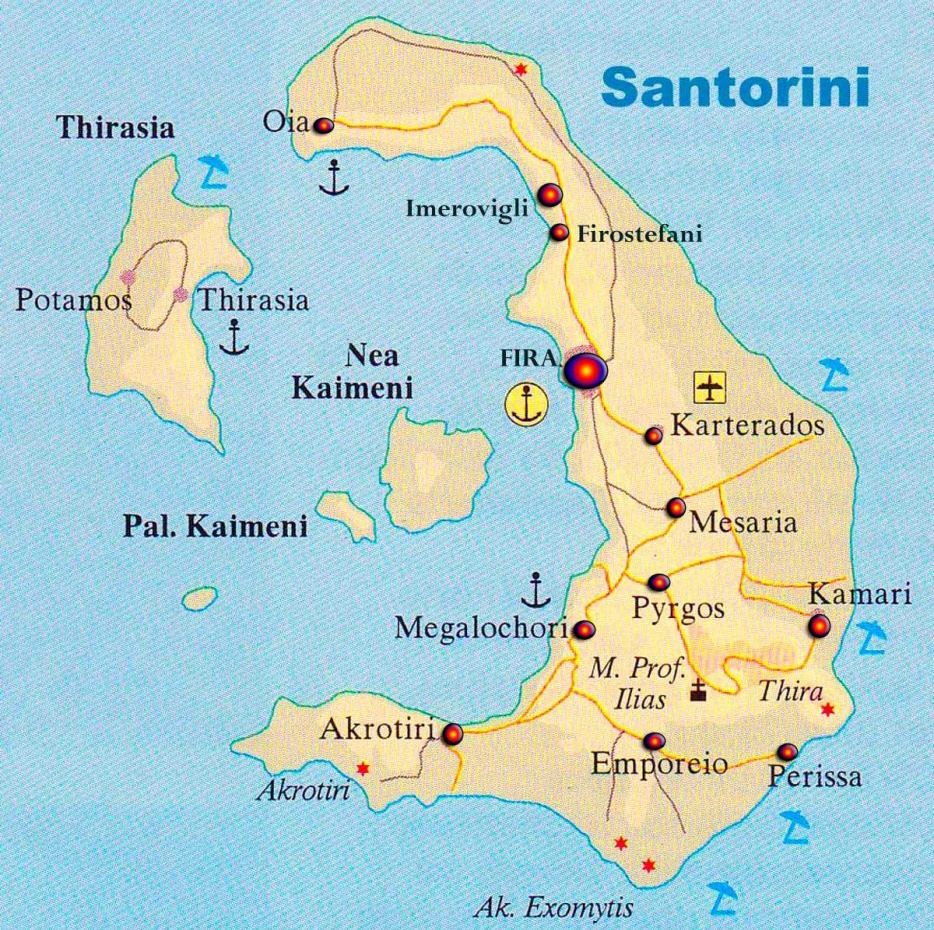 Santorini
Thirasia
Oia
Imerovigli
Firostefani
Potamos
Thirasia
Nea
Kaimeni
FIRA
Karterados
Pal. Kaimeni
Mesaria
Kamari
Pyrgos
Megalochori
M. Prof.
Ilias
Thira
Akrotiri
Emporeio
Perissa
Akrotiri
Ak. Exomytis